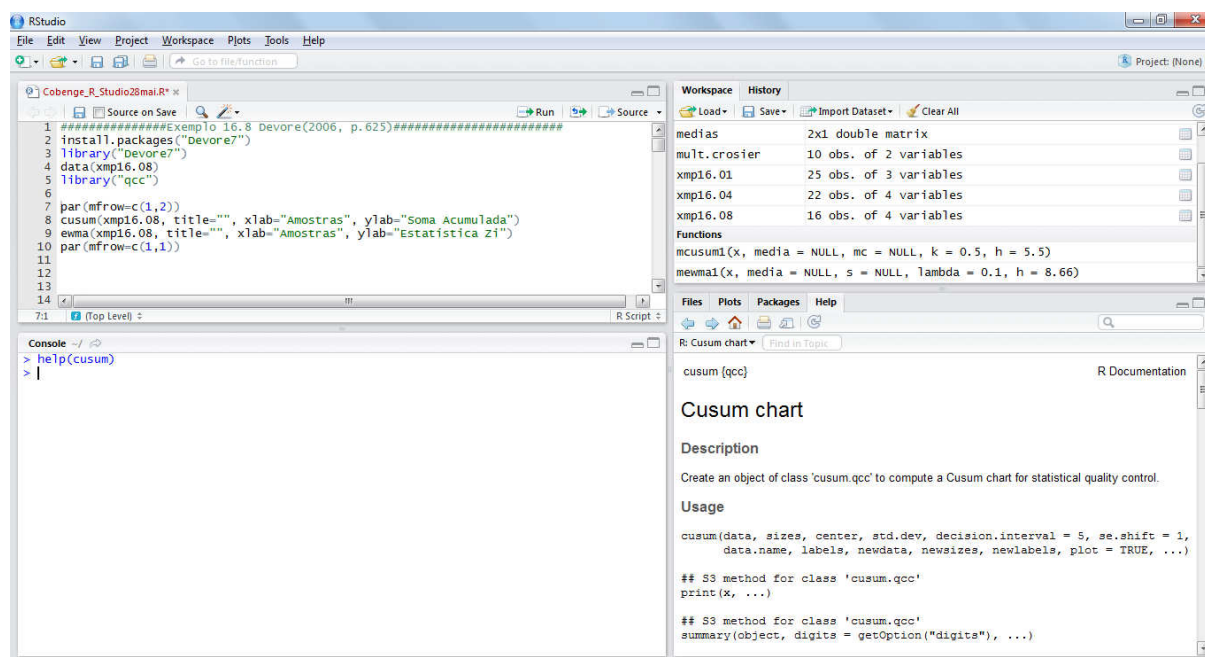 RStudio
File Edit View Project Workspace Plots Tools Help
Go to file/function
Project: (None)
Cobenge_R_Studio28mai.R*
Source on Save
Run
Source
1 ###############Exemplo 16.8 Devore(2006, p.625)########################
2 install.packages("Devore7")
3 library("Devore7")
4 data(xmp16.08)
5 library("qcc")
6
7 par(mfrow=c(1,2))
8 cusum(xmp16.08, title="", xlab="Amostras", ylab="Soma Acumulada")
9 ewma(xmp16.08, title="", xlab="Amostras", ylab="Estatística Zi")
10 par(mfrow=c(1,1))
11
12
13
14
7:1 (Top Level) R Script
Console ~/
> help(cusum)
>
Workspace History
Load Save Import Dataset Clear All
medias 2x1 double matrix
mult.crosier 10 obs. of 2 variables
xmp16.01 25 obs. of 3 variables
xmp16.04 22 obs. of 4 variables
xmp16.08 16 obs. of 4 variables
Functions
mcusum1(x, media = NULL, mc = NULL, k = 0.5, h = 5.5)
mewma1(x, media = NULL, s = NULL, lambda = 0.1, h = 8.66)
Files Plots Packages Help
R: Cusum chart Find in Topic
cusum {qcc} R Documentation
Cusum chart
Description
Create an object of class 'cusum.qcc' to compute a Cusum chart for statistical quality control.
Usage
cusum(data, sizes, center, std.dev, decision.interval = 5, se.shift = 1,
data.name, labels, newdata, newsizes, newlabels, plot = TRUE, ...)
## S3 method for class 'cusum.qcc'
print(x, ...)
## S3 method for class 'cusum.qcc'
summary(object, digits = getOption("digits"), ...)